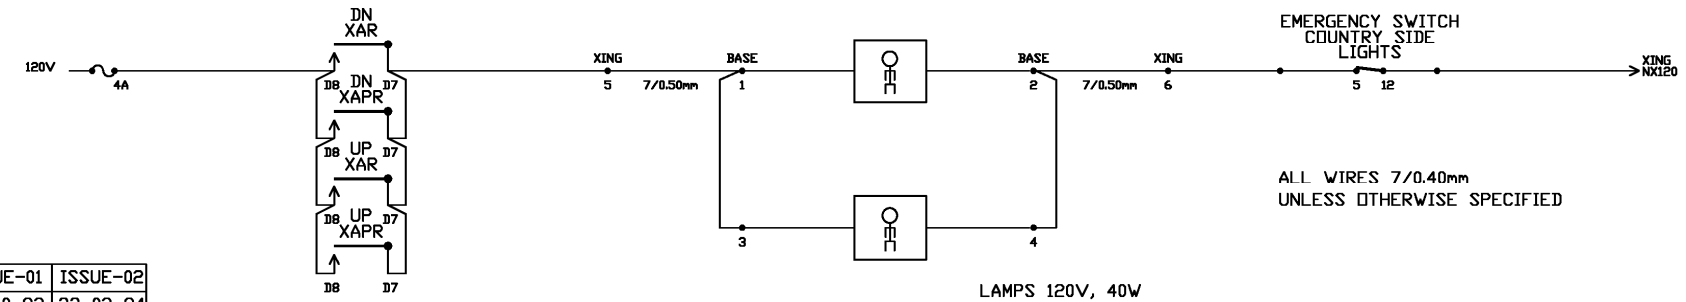 DN
XAR
EMERGENCY SWITCH
COUNTRY SIDE
LIGHTS
120V
4A
D8 DN D7
XAPR
XING
5
7/0.50mm
BASE
1
BASE
2
7/0.50mm
XING
6
5 12
XING
NX120
D8 UP D7
XAR
ALL WIRES 7/0.40mm
UNLESS OTHERWISE SPECIFIED
D8 UP D7
XAPR
3
4
D8 D7
LAMPS 120V, 40W
ISSUE-02